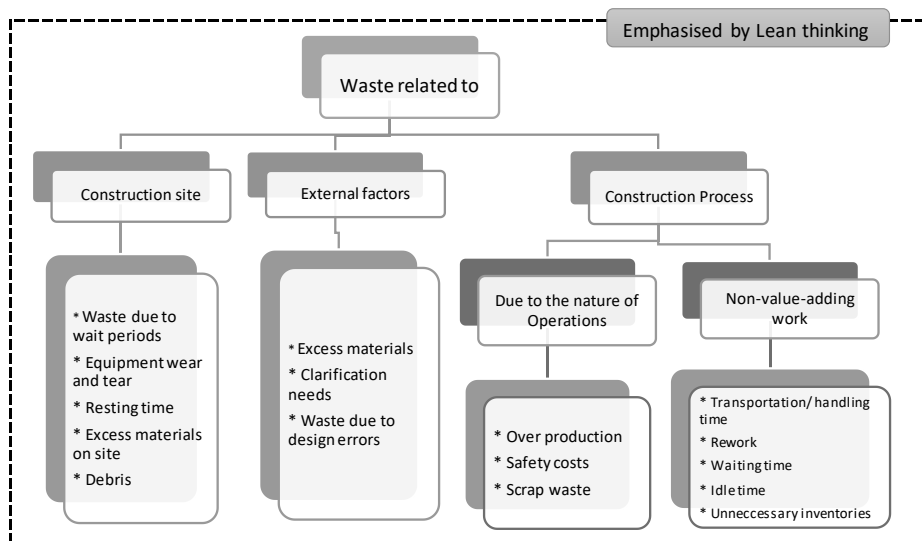 Emphasised by Lean thinking
Waste related to
Construction site
External factors
Construction Process
* Waste due to
wait periods
* Equipment wear
and tear
* Resting time
* Excess materials
on site
* Debris
* Excess materials
* Clarification
needs
* Waste due to
design errors
Due to the nature of
Operations
* Over production
* Safety costs
* Scrap waste
Non-value-adding
work
* Transportation/handling
time
* Rework
* Waiting time
* Idle time
* Unneccessary inventories